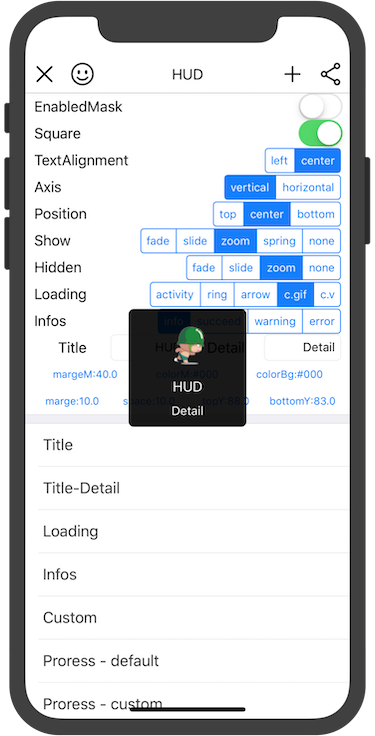 HUD
EnabledMask
Square
TextAlignment left center
Axis vertical horizontal
Position top center bottom
Show fade slide zoom spring none
Hidden fade slide zoom none
Loading activity ring arrow c.gif c.v
Infos info succeed warning error
Title HUD Detail Detail
margeM:40.0 colorM:#000 colorBg:#000
marge:10.0 space:10.0 topY:88.0 bottomY:83.0
HUD
Detail
Title
Title-Detail
Loading
Infos
Custom
Proress - default
Proress - custom